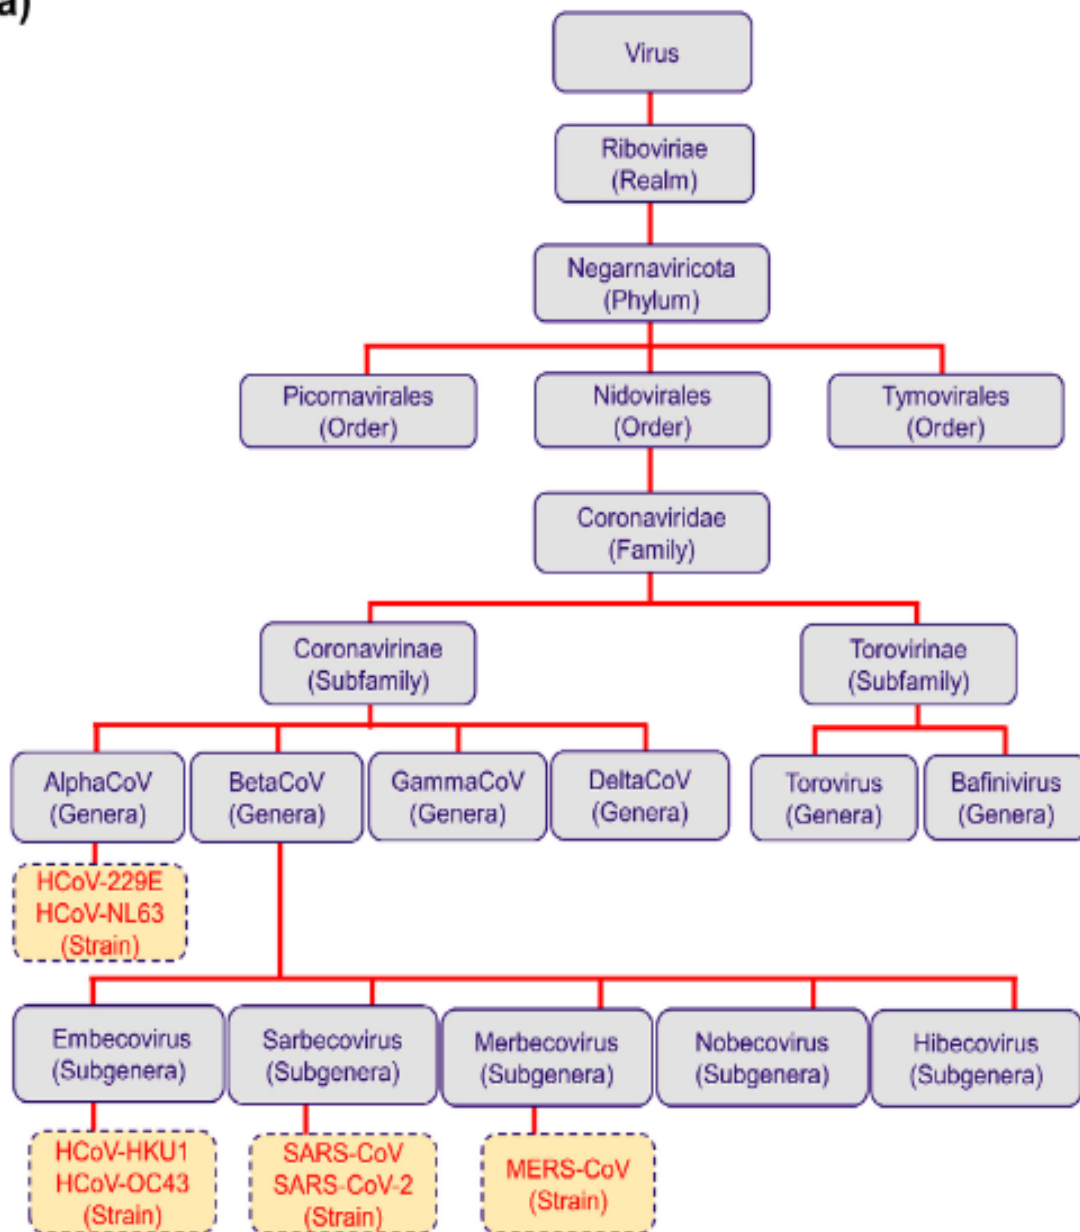 a)
Virus
Riboviriae
(Realm)
Negarnaviricota
(Phylum)
Picornavirales
(Order)
Nidovirales
(Order)
Tymovirales
(Order)
Coronaviridae
(Family)
Coronavirinae
(Subfamily)
Torovirinae
(Subfamily)
AlphaCoV
(Genera)
BetaCoV
(Genera)
GammaCoV
(Genera)
DeltaCoV
(Genera)
Torovirus
(Genera)
Bafinivirus
(Genera)
HCoV-229E
HCoV-NL63
(Strain)
Embecovirus
(Subgenera)
Sarbecovirus
(Subgenera)
Merbecovirus
(Subgenera)
Nobecovirus
(Subgenera)
Hibecovirus
(Subgenera)
HCoV-HKU1
HCoV-OC43
(Strain)
SARS-CoV
SARS-CoV-2
(Strain)
MERS-CoV
(Strain)